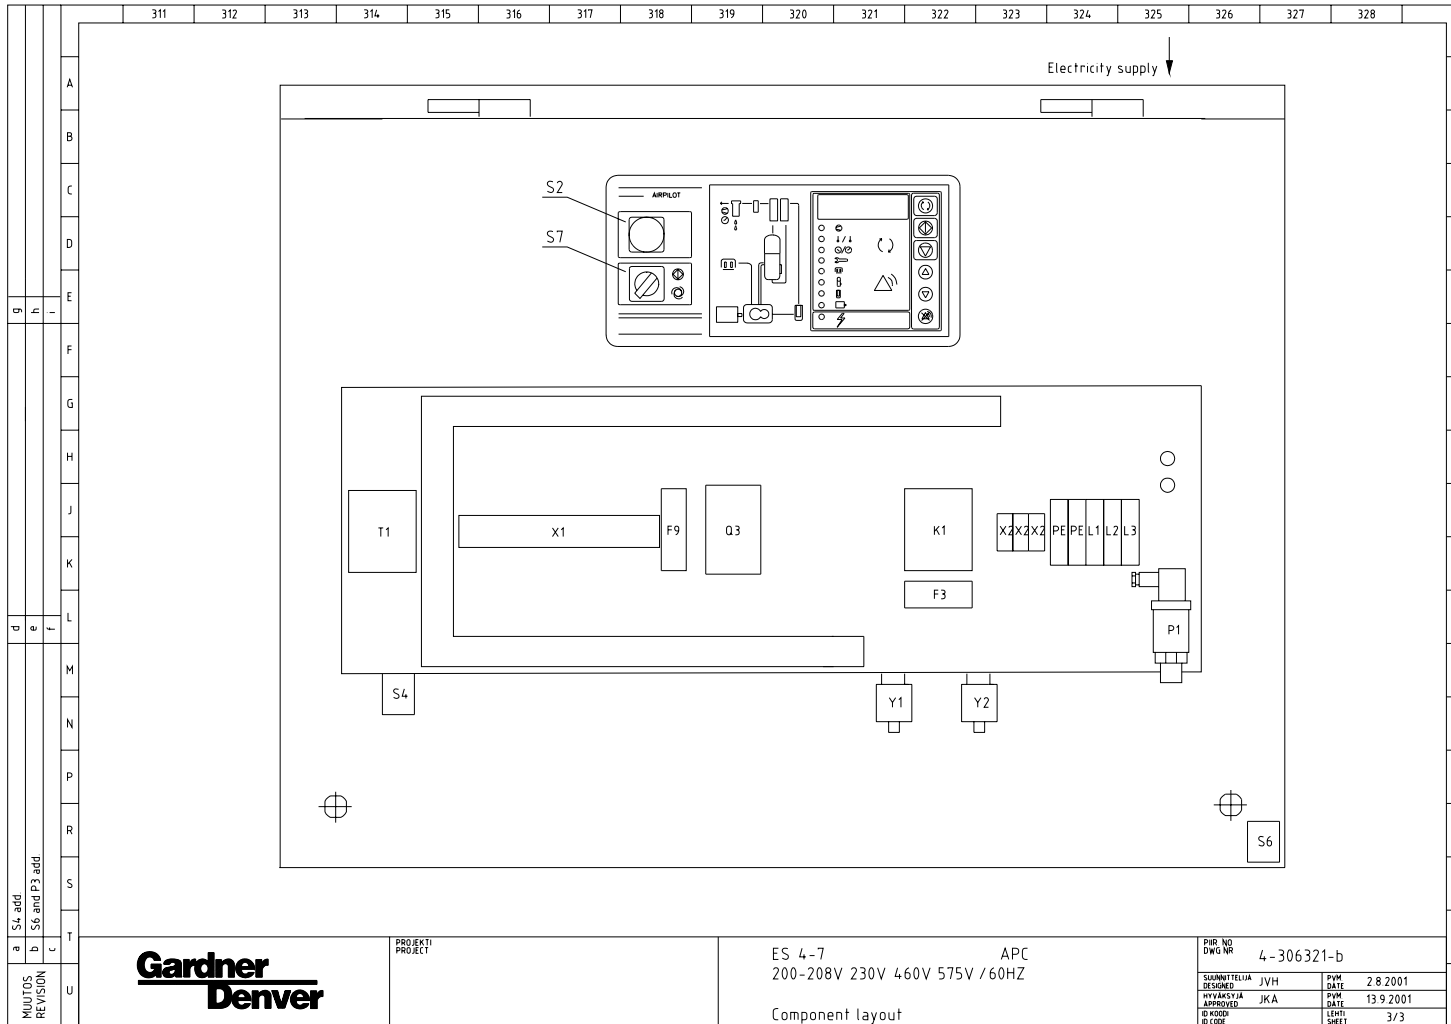 311 312 313 314 315 316 317 318 319 320 321 322 323 324 325 326 327 328
Electricity supply
A
B
C
D
E
F
G
H
J
K
L
M
N
P
R
S
T
U
g h i
d e f
a S4 add.
b S6 and P3 add.
c
MUUTOS
REVISION
S2
S7
AIRPILOT
T1
X1
F9
Q3
K1
F3
X2 X2 X2
PE PE L1 L2 L3
P1
S4
Y1
Y2
S6
Gardner
Denver
PROJEKTI
PROJECT
ES 4-7 APC
200-208V 230V 460V 575V /60HZ
Component layout
PIIR NO
DWG NR
4-306321-b
SUUNNITTELIJA
DESIGNED
JVH
PVM
DATE
2.8.2001
HYVÄKSYJÄ
APPROVED
JKA
PVM
DATE
13.9.2001
ID KOODI
ID CODE
LEHTI
SHEET
3/3